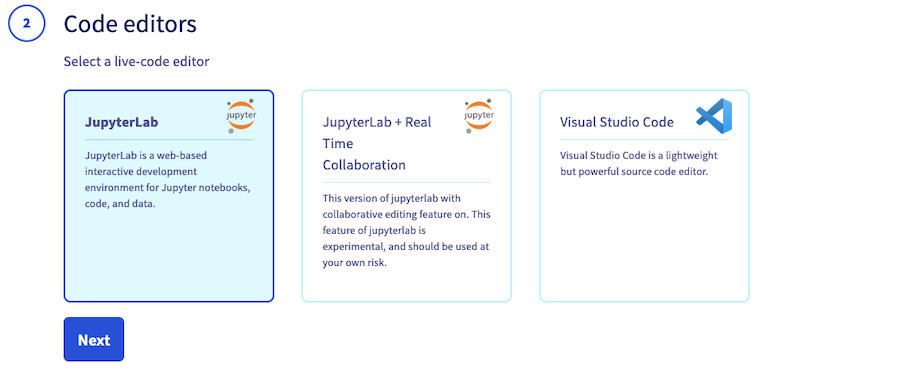 2
Code editors
Select a live-code editor
JupyterLab
jupyter
JupyterLab is a web-based
interactive development
environment for Jupyter notebooks,
code, and data.
JupyterLab + Real
Time
Collaboration
jupyter
This version of jupyterlab with
collaborative editing feature on. This
feature of jupyterlab is
experimental, and should be used at
your own risk.
Visual Studio Code
Visual Studio Code is a lightweight
but powerful source code editor.
Next